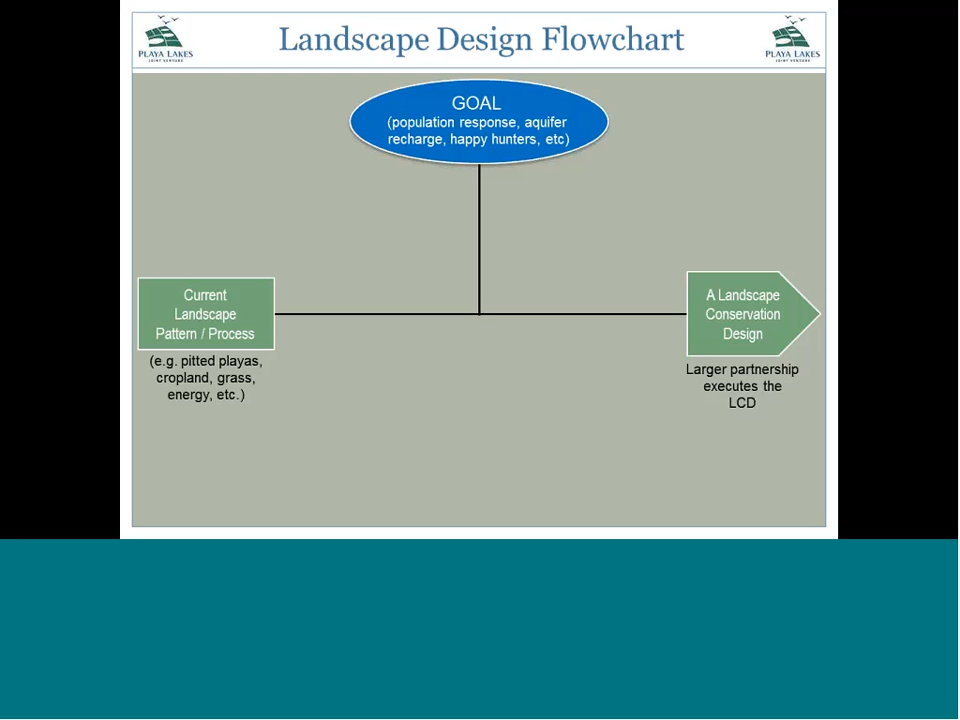 PLAYA LAKES
JOINT VENTURE
Landscape Design Flowchart
PLAYA LAKES
JOINT VENTURE
GOAL
(population response, aquifer
recharge, happy hunters, etc)
Current
Landscape
Pattern / Process
(e.g. pitted playas,
cropland, grass,
energy, etc.)
A Landscape
Conservation
Design
Larger partnership
executes the
LCD